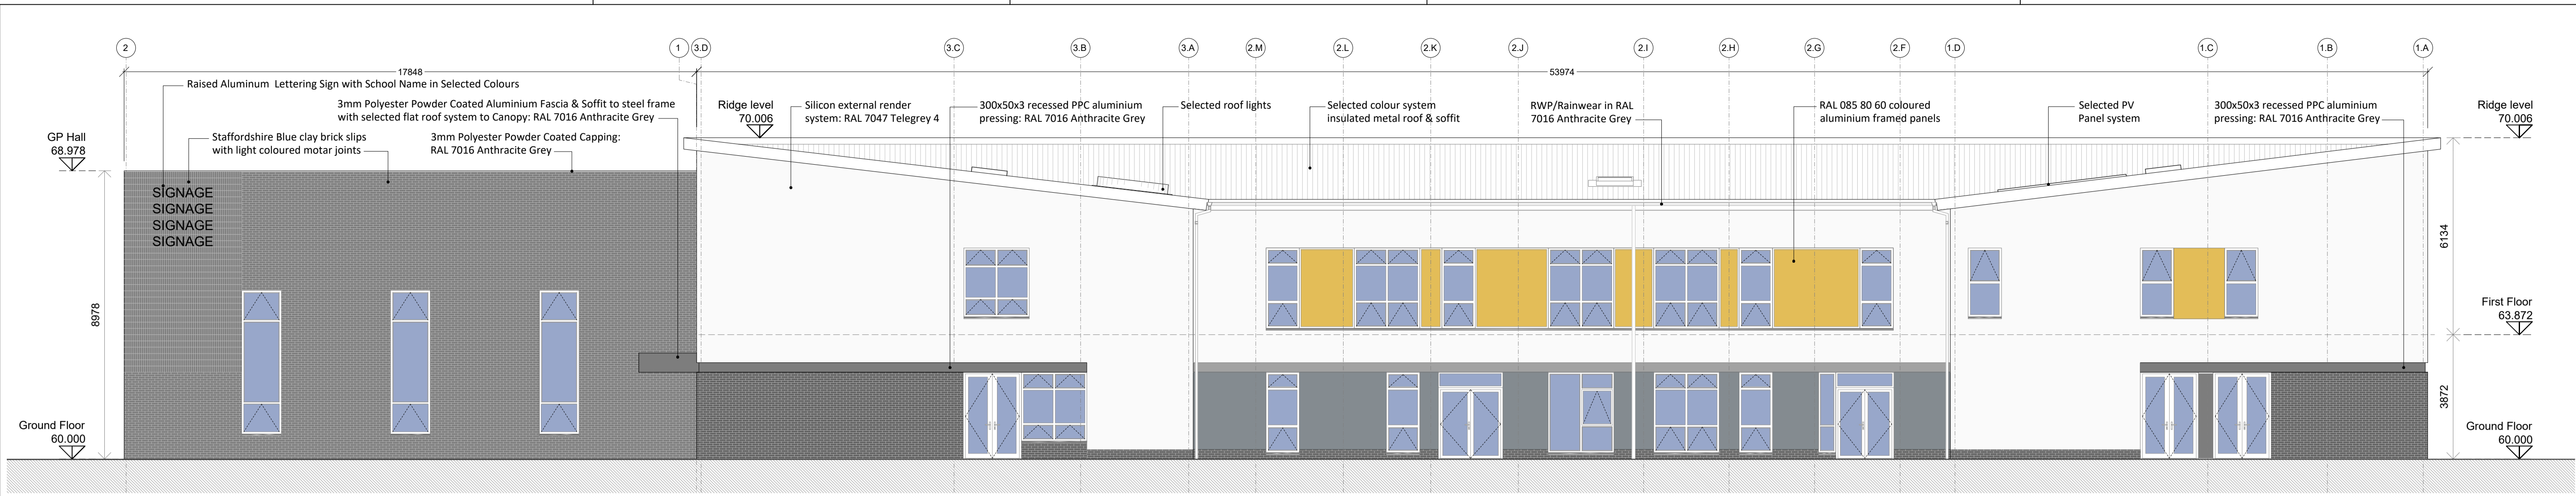 2
1
3.D
3.C
3.B
3.A
2.M
2.L
2.K
2.J
2.I
2.H
2.G
2.F
1.D
1.C
1.B
1.A
17848
53974
Raised Aluminum Lettering Sign with School Name in Selected Colours
3mm Polyester Powder Coated Aluminium Fascia & Soffit to steel frame
with selected flat roof system to Canopy: RAL 7016 Anthracite Grey
Staffordshire Blue clay brick slips
with light coloured motar joints
3mm Polyester Powder Coated Capping:
RAL 7016 Anthracite Grey
GP Hall
68.978
Ridge level
70.006
Silicon external render
system: RAL 7047 Telegrey 4
300x50x3 recessed PPC aluminium
pressing: RAL 7016 Anthracite Grey
Selected roof lights
Selected colour system
insulated metal roof & soffit
RWP/Rainwear in RAL
7016 Anthracite Grey
RAL 085 80 60 coloured
aluminium framed panels
Selected PV
Panel system
300x50x3 recessed PPC aluminium
pressing: RAL 7016 Anthracite Grey
Ridge level
70.006
SIGNAGE
SIGNAGE
SIGNAGE
SIGNAGE
8978
6134
First Floor
63.872
3872
Ground Floor
60.000
Ground Floor
60.000